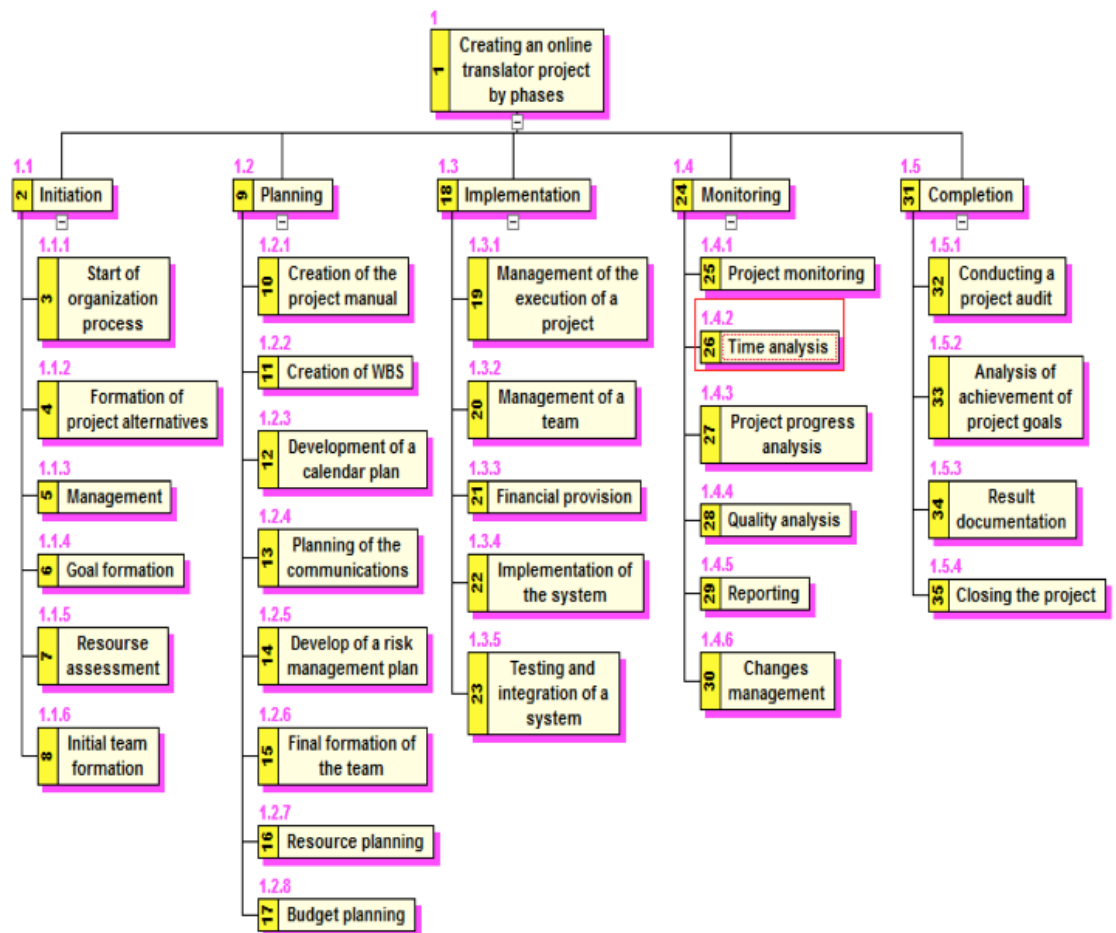 1
1
Creating an online
translator project
by phases
1.1
2
Initiation
1.1.1
3
Start of
organization
process
1.1.2
4
Formation of
project alternatives
1.1.3
5
Management
1.1.4
6
Goal formation
1.1.5
7
Resourse
assessment
1.1.6
8
Initial team
formation
1.2
9
Planning
1.2.1
10
Creation of the
project manual
1.2.2
11
Creation of WBS
1.2.3
12
Development of a
calendar plan
1.2.4
13
Planning of the
communications
1.2.5
14
Develop of a risk
management plan
1.2.6
15
Final formation of
the team
1.2.7
16
Resource planning
1.2.8
17
Budget planning
1.3
18
Implementation
1.3.1
19
Management of the
execution of a
project
1.3.2
20
Management of a
team
1.3.3
21
Financial provision
1.3.4
22
Implementation of
the system
1.3.5
23
Testing and
integration of a
system
1.4
24
Monitoring
1.4.1
25
Project monitoring
1.4.2
26
Time analysis
1.4.3
27
Project progress
analysis
1.4.4
28
Quality analysis
1.4.5
29
Reporting
1.4.6
30
Changes
management
1.5
31
Completion
1.5.1
32
Conducting a
project audit
1.5.2
33
Analysis of
achievement of
project goals
1.5.3
34
Result
documentation
1.5.4
35
Closing the project